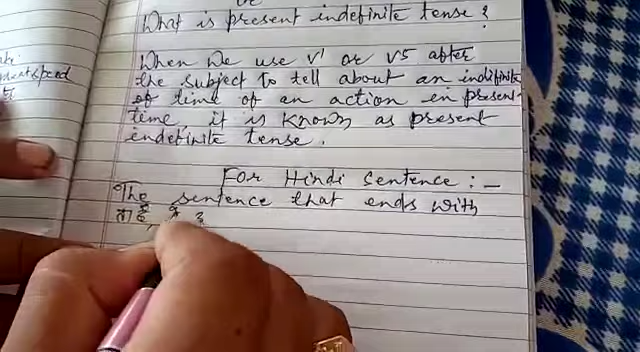 What is present indefinite tense?
When we use V' or V5 after
the subject to tell about an indifinite
of time of an action in present
time, it is known as present
indefinite tense.
For Hindi Sentence : –
The sentence that ends with